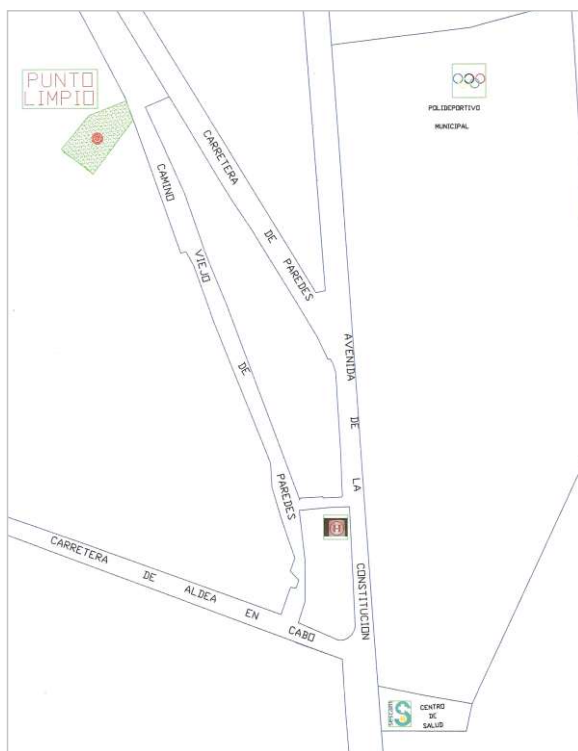 PUNTO
LIMPIO
POLIDEPORTIVO
MUNICIPAL
CARRETERA
DE
PAREDES
CAMINO
VIEJO
DE
PAREDES
AVENIDA
DE
LA
CONSTITUCION
CARRETERA
DE
ALDEA
EN
CABO
H
sescam
CENTRO
DE
SALUD